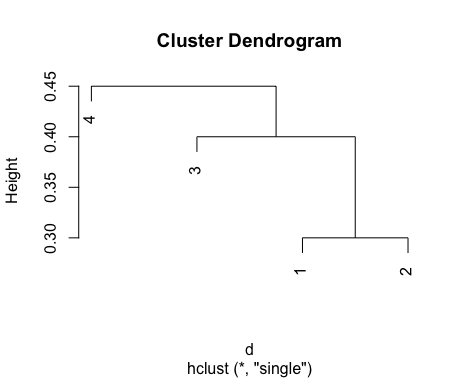 Cluster Dendrogram
Height
0.45
0.40
0.35
0.30
4
3
1
2
d
hclust (*, "single")